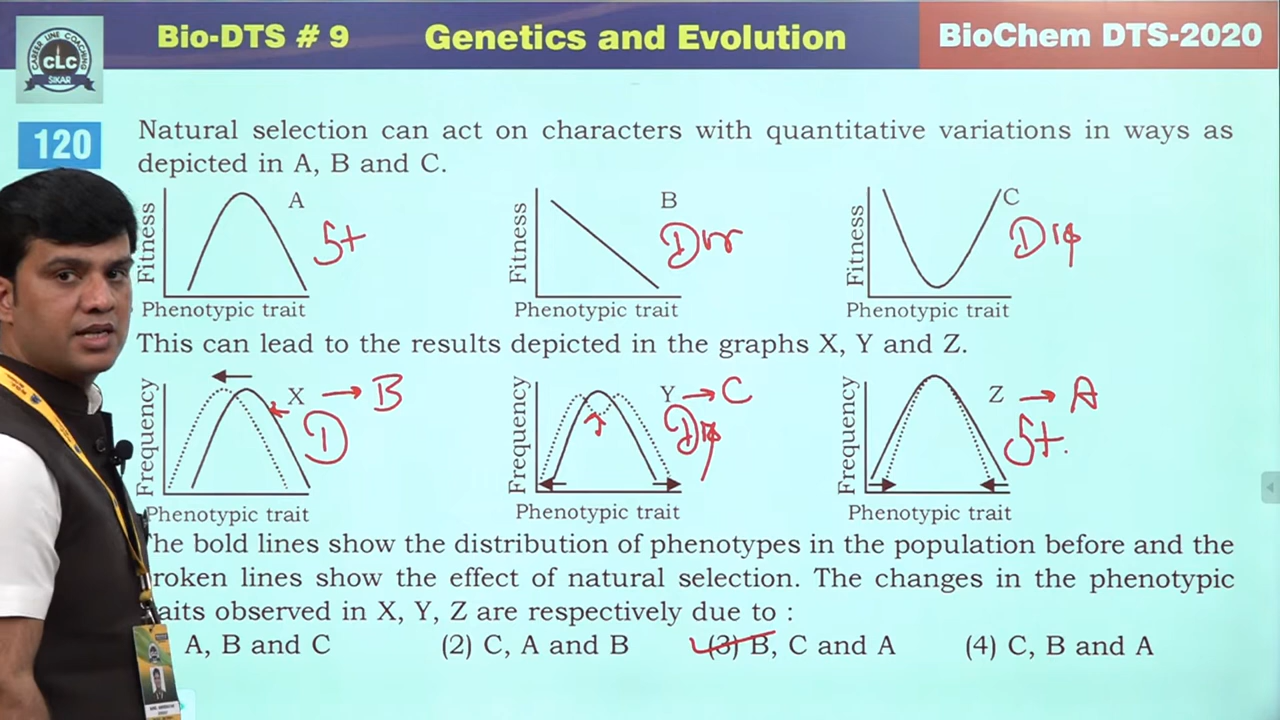 Bio-DTS # 9 Genetics and Evolution BioChem DTS-2020
CAREER LINE COACHING
CLC
SIKAR
120
Natural selection can act on characters with quantitative variations in ways as
depicted in A, B and C.
Fitness A St
Phenotypic trait
Fitness B Dir
Phenotypic trait
Fitness C Dip
Phenotypic trait
This can lead to the results depicted in the graphs X, Y and Z.
Frequency X → B
D
Phenotypic trait
Frequency Y → C
Dip
Phenotypic trait
Frequency Z → A
St.
Phenotypic trait
he bold lines show the distribution of phenotypes in the population before and the
roken lines show the effect of natural selection. The changes in the phenotypic
aits observed in X, Y, Z are respectively due to :
A, B and C (2) C, A and B (3) B, C and A (4) C, B and A